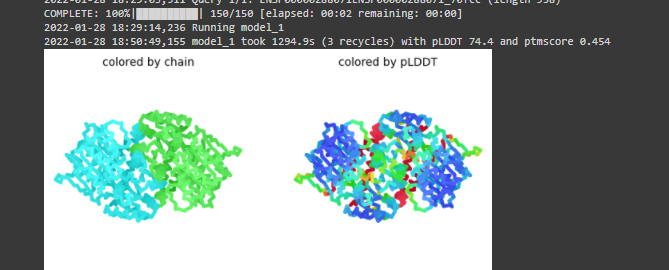 COMPLETE: 100%|██████████| 150/150 [elapsed: 00:02 remaining: 00:00]
2022-01-28 18:29:14,236 Running model_1
2022-01-28 18:50:49,155 model_1 took 1294.9s (3 recycles) with pLDDT 74.4 and ptmscore 0.454
colored by chain colored by pLDDT